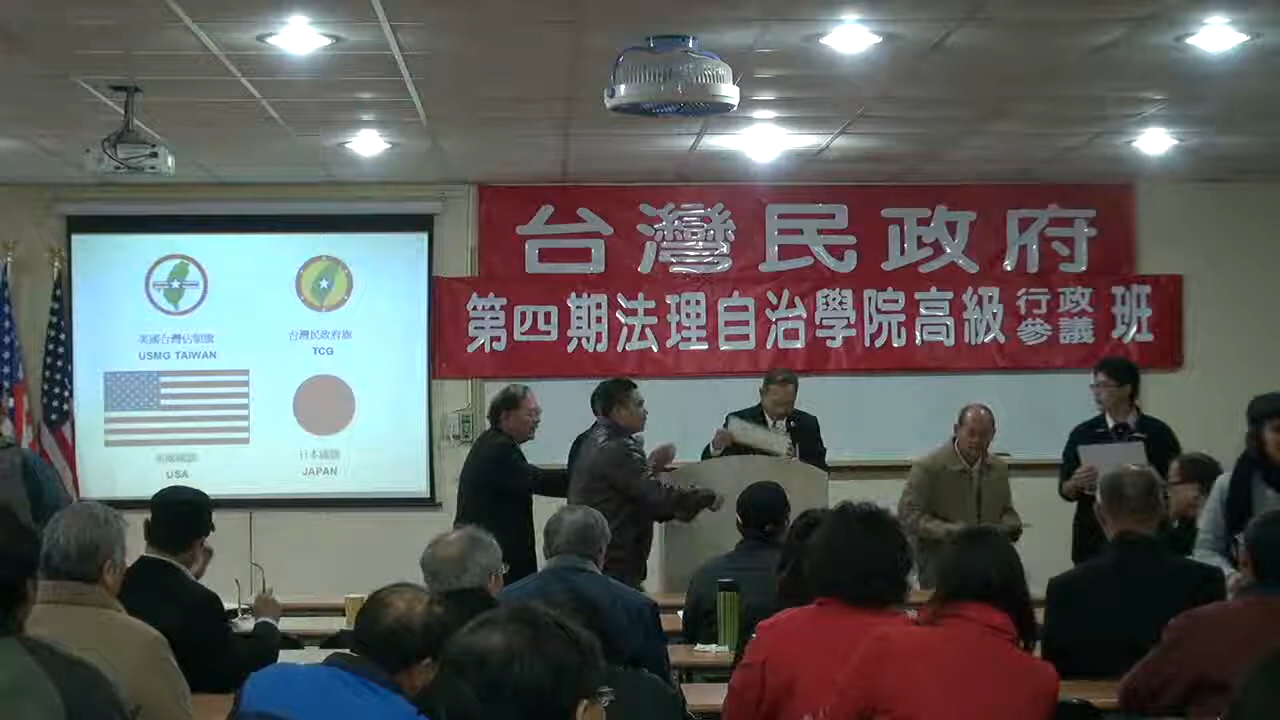 台灣民政府
第四期法理自治學院高級行政參議班
美國台灣佔領旗
USMG TAIWAN
台灣民政府旗
TCG
USA
日本國旗
JAPAN